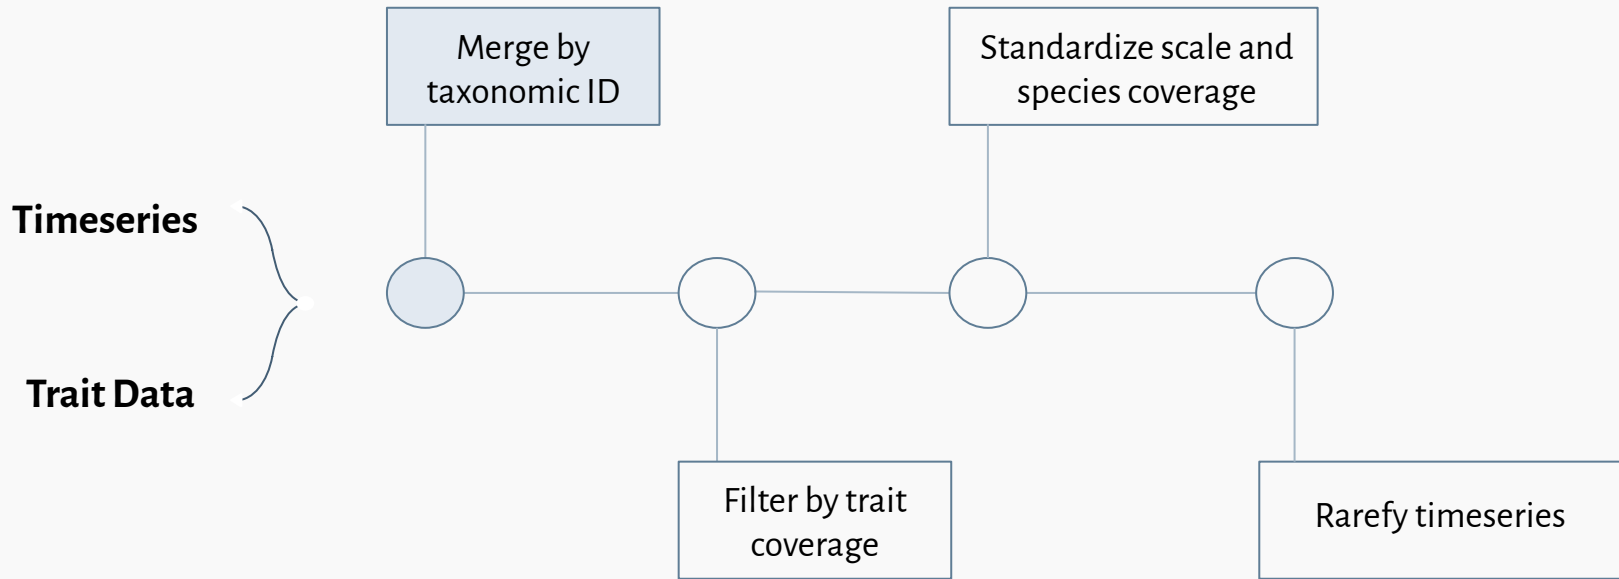 Merge by
taxonomic ID
Standardize scale and
species coverage
Timeseries
Trait Data
Filter by trait
coverage
Rarefy timeseries